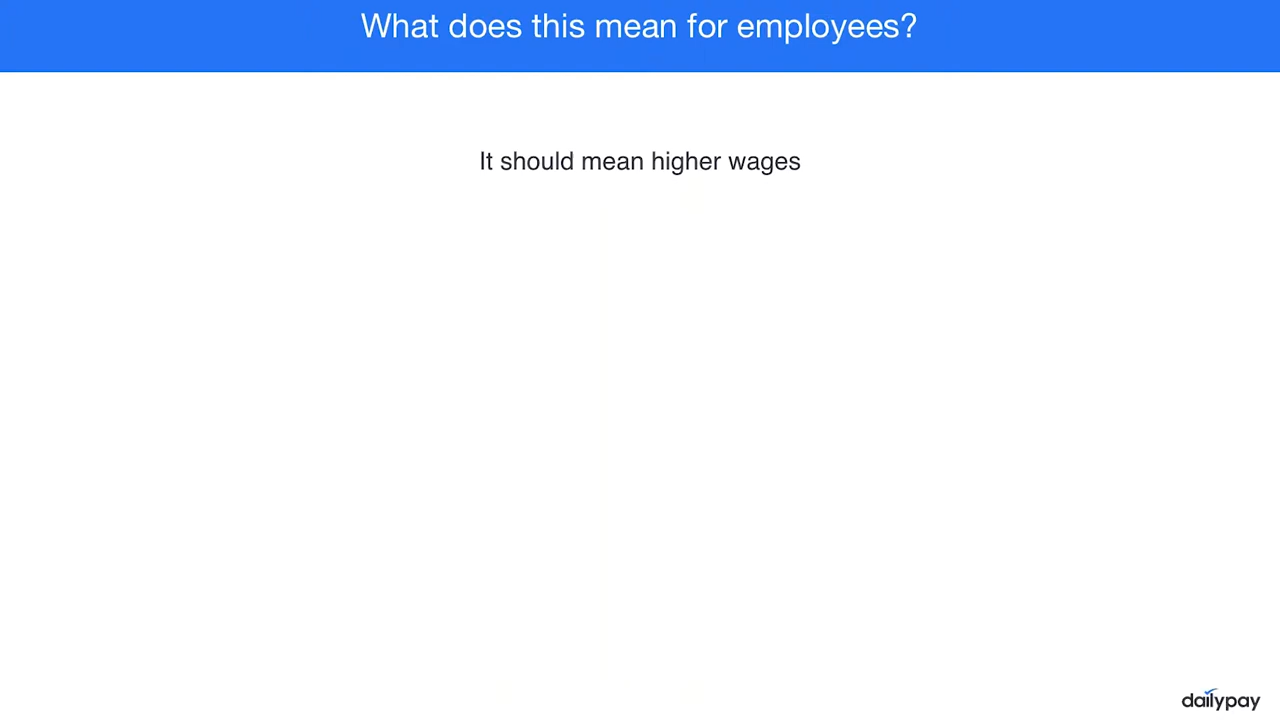 What does this mean for employees?
It should mean higher wages
dailypay